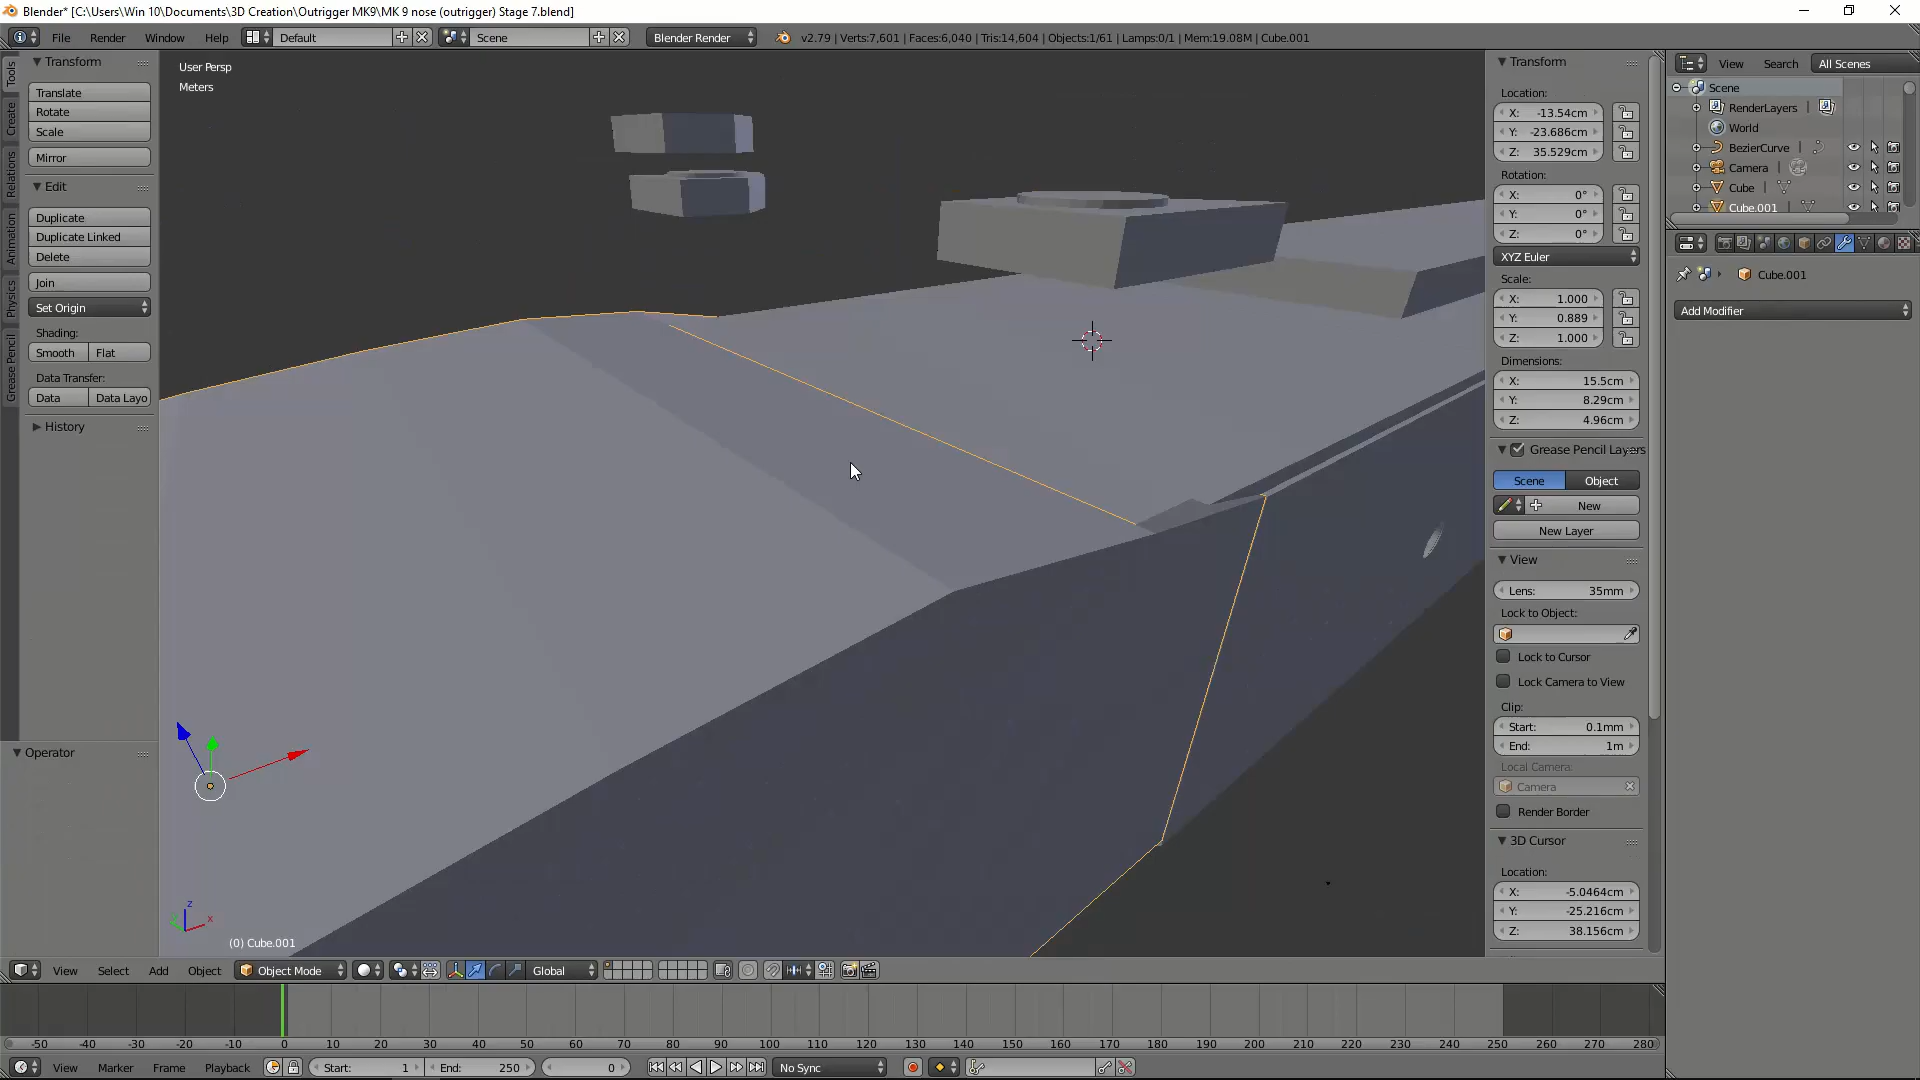 Blender* [C:\Users\Win 10\Documents\3D Creation\Outrigger MK9\MK 9 nose (outrigger) Stage 7.blend]
File Render Window Help Default Scene Blender Render v2.79 | Verts:7,601 | Faces:6,040 | Tris:14,604 | Objects:1/61 | Lamps:0/1 | Mem:19.08M | Cube.001
Tools
Create
Relations
Animation
Physics
Grease Pencil
Transform
Translate
Rotate
Scale
Mirror
Edit
Duplicate
Duplicate Linked
Delete
Join
Set Origin
Shading:
Smooth Flat
Data Transfer:
Data Data Layo
History
Operator
User Persp
Meters
(0) Cube.001
Transform
Location:
X: -13.54cm
Y: -23.686cm
Z: 35.529cm
Rotation:
X: 0°
Y: 0°
Z: 0°
XYZ Euler
Scale:
X: 1.000
Y: 0.889
Z: 1.000
Dimensions:
X: 15.5cm
Y: 8.29cm
Z: 4.96cm
Grease Pencil Layers
Scene Object
New
New Layer
View
Lens: 35mm
Lock to Object:
Lock to Cursor
Lock Camera to View
Clip:
Start: 0.1mm
End: 1m
Local Camera:
Camera
Render Border
3D Cursor
Location:
X: -5.0464cm
Y: -25.216cm
Z: 38.156cm
View Search All Scenes
Scene
RenderLayers |
World
BezierCurve |
Camera |
Cube |
Cube.001 |
Cube.001
Add Modifier
z
x
View Select Add Object Object Mode Global
-50 -40 -30 -20 -10 0 10 20 30 40 50 60 70 80 90 100 110 120 130 140 150 160 170 180 190 200 210 220 230 240 250 260 270 280
View Marker Frame Playback Start: 1 End: 250 0 No Sync